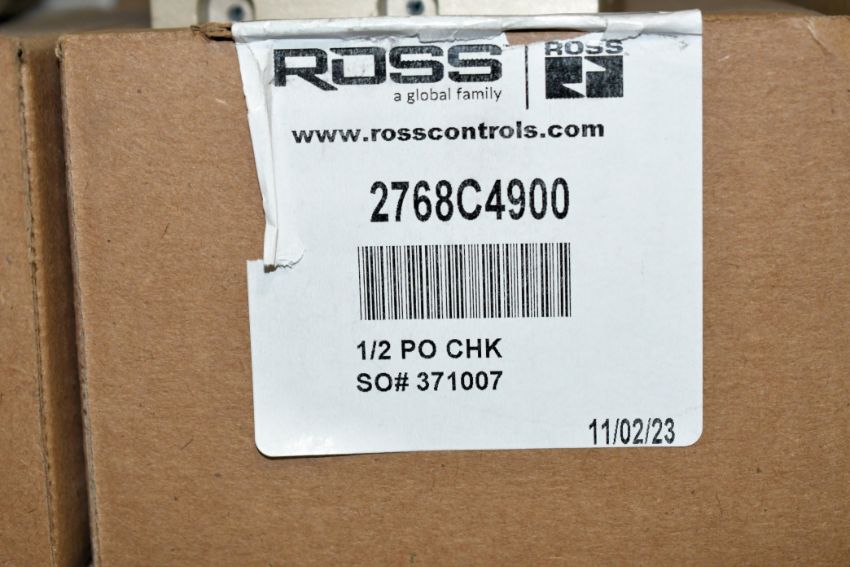 ROSS
a global family
ROSS
www.rosscontrols.com
2768C4900
1/2 PO CHK
SO# 371007
11/02/23